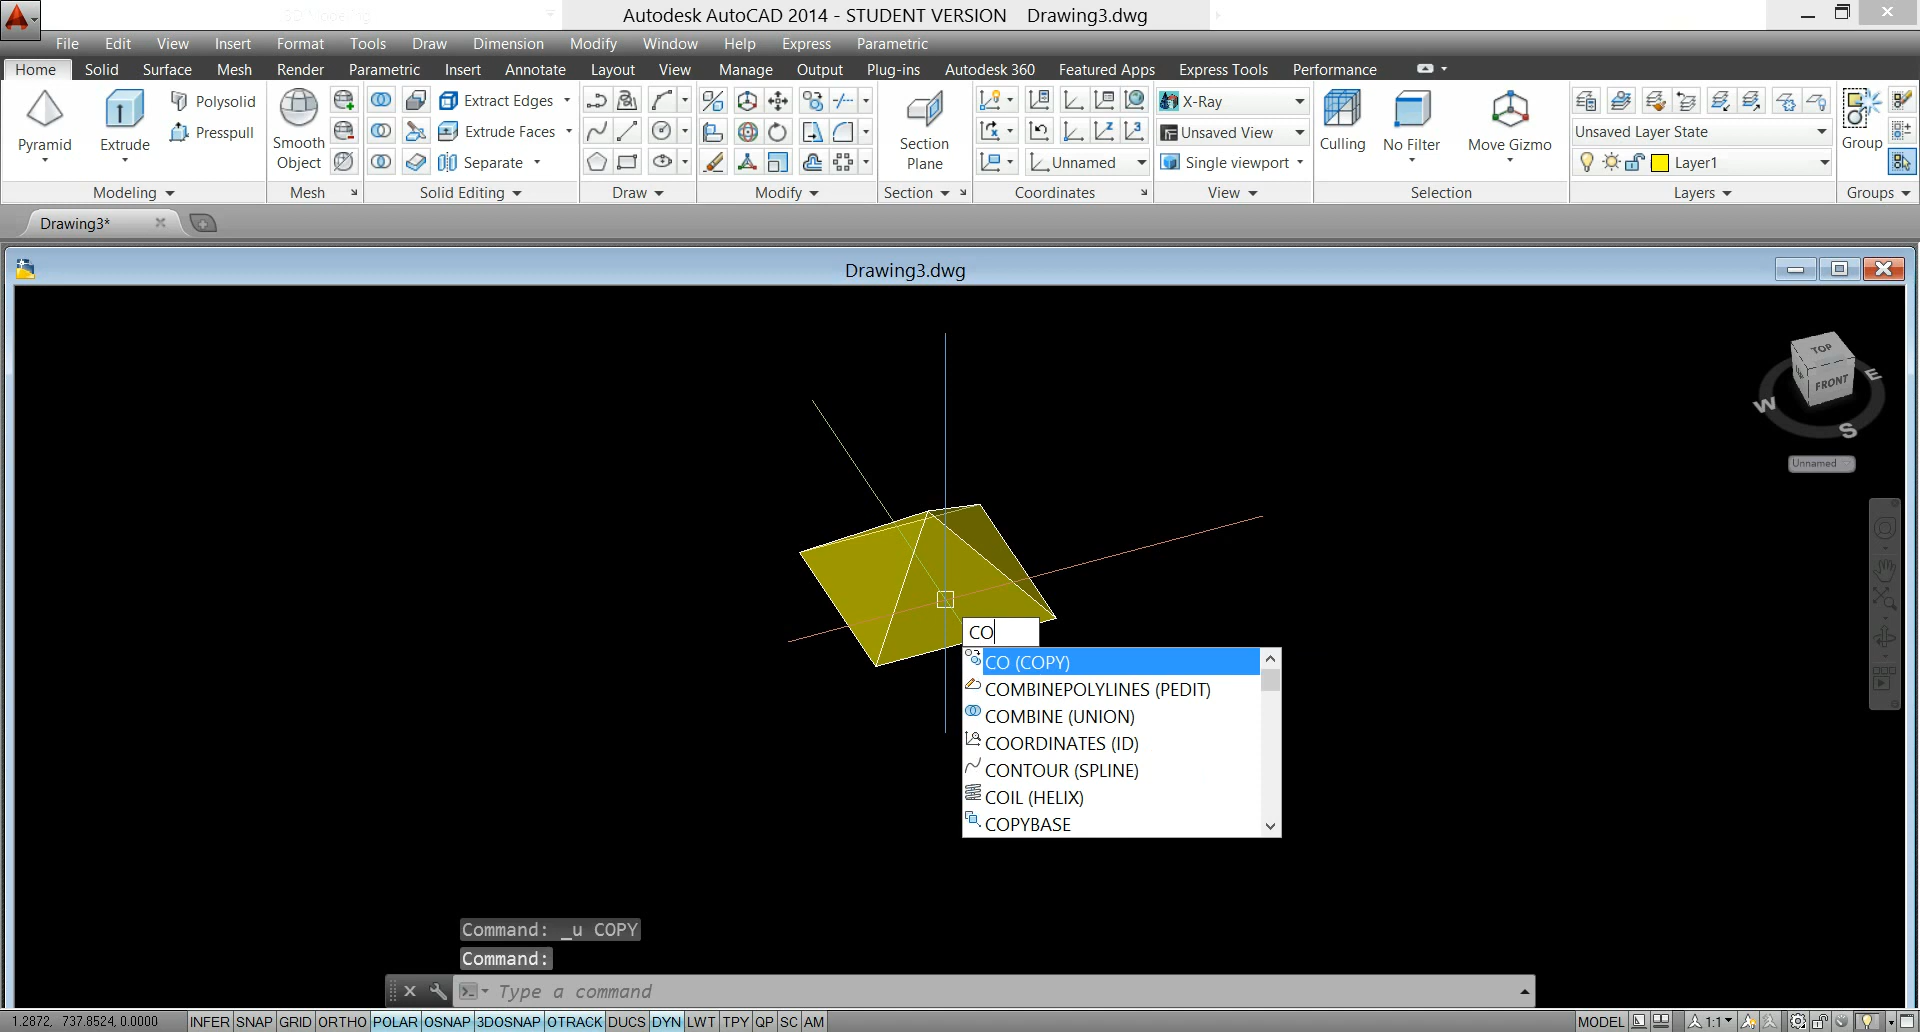 Autodesk AutoCAD 2014 - STUDENT VERSION Drawing3.dwg
File Edit View Insert Format Tools Draw Dimension Modify Window Help Express Parametric
Home Solid Surface Mesh Render Parametric Insert Annotate Layout View Manage Output Plug-ins Autodesk 360 Featured Apps Express Tools Performance
Pyramid
Extrude
Polysolid
Presspull
Modeling
Smooth
Object
Mesh
Extract Edges
Extrude Faces
Separate
Solid Editing
Draw
Modify
Section
Plane
Section
Unnamed
Coordinates
X-Ray
Unsaved View
Single viewport
View
Culling
No Filter
Move Gizmo
Selection
Unsaved Layer State
Layer1
Layers
Group
Groups
Drawing3*
Drawing3.dwg
TOP
FRONT
W
S
E
Unnamed
CO
CO (COPY)
COMBINEPOLYLINES (PEDIT)
COMBINE (UNION)
COORDINATES (ID)
CONTOUR (SPLINE)
COIL (HELIX)
COPYBASE
Command: _u COPY
Command:
Type a command
1.2872, 737.8524, 0.0000 INFER SNAP GRID ORTHO POLAR OSNAP 3DOSNAP OTRACK DUCS DYN LWT TPY QP SC AM MODEL 1:1